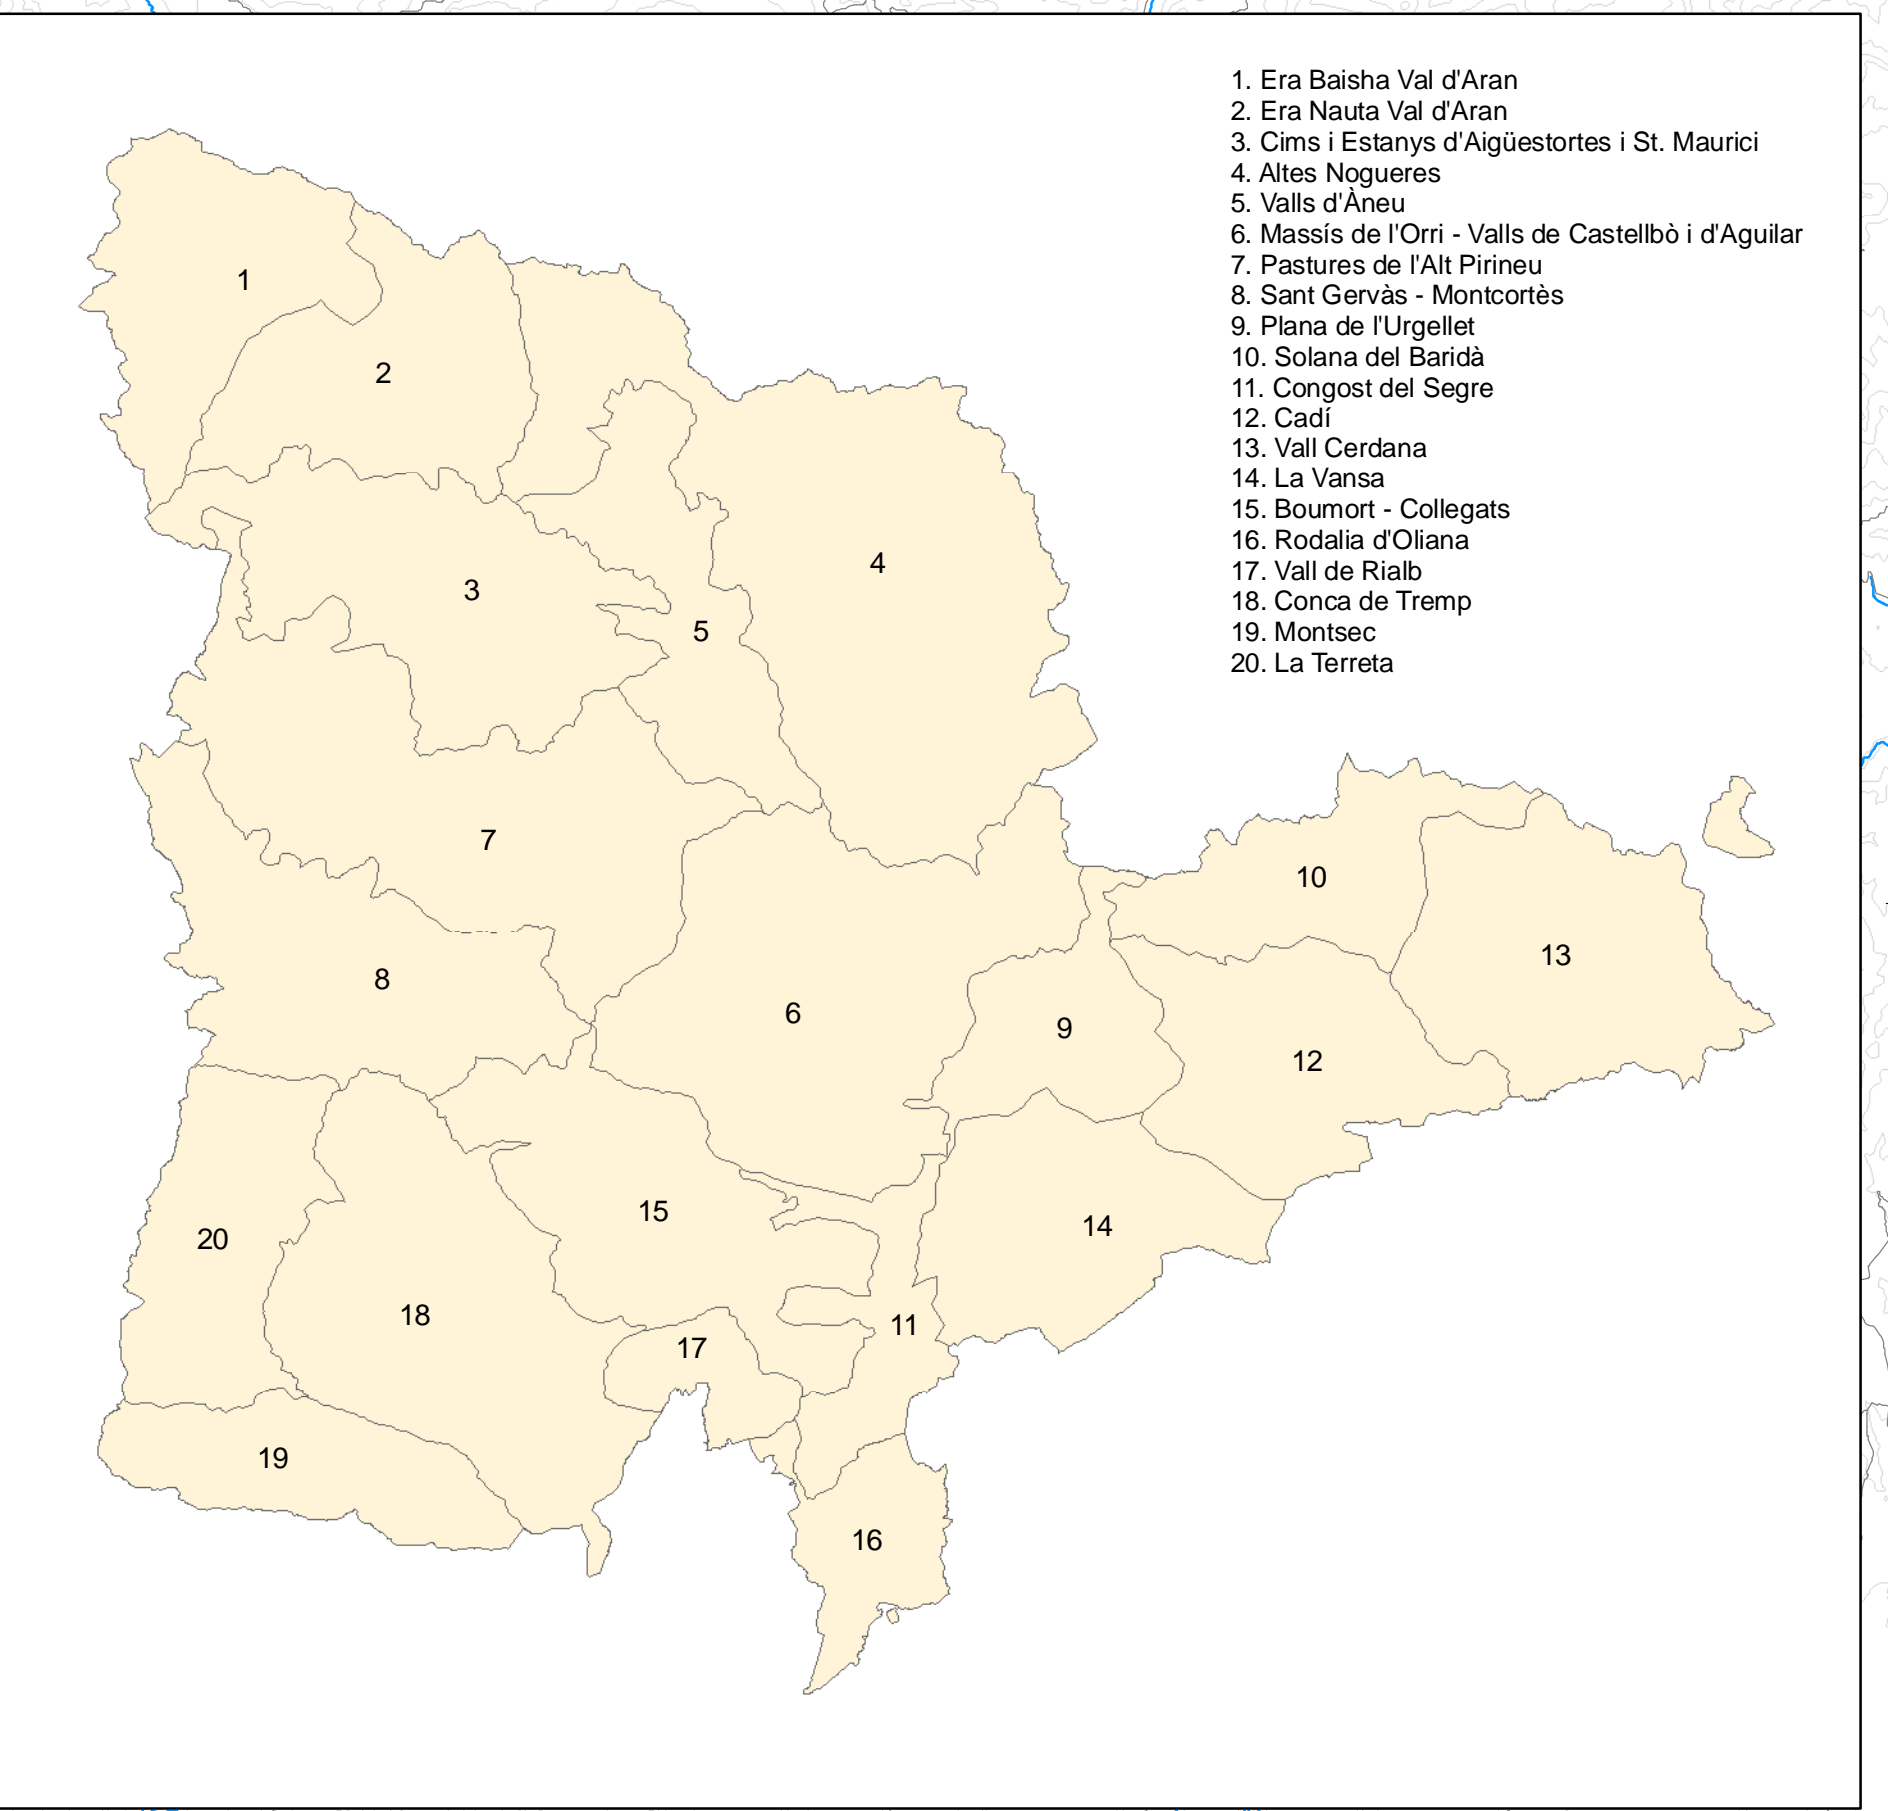 1. Era Baisha Val d'Aran
2. Era Nauta Val d'Aran
3. Cims i Estanys d'Aigüestortes i St. Maurici
4. Altes Nogueres
5. Valls d'Àneu
6. Massís de l'Orri - Valls de Castellbò i d'Aguilar
7. Pastures de l'Alt Pirineu
8. Sant Gervàs - Montcortès
9. Plana de l'Urgellet
10. Solana del Baridà
11. Congost del Segre
12. Cadí
13. Vall Cerdana
14. La Vansa
15. Boumort - Collegats
16. Rodalia d'Oliana
17. Vall de Rialb
18. Conca de Tremp
19. Montsec
20. La Terreta
1
2
4
3
5
7
10
13
8
6
9
12
15
14
20
18
11
17
19
16